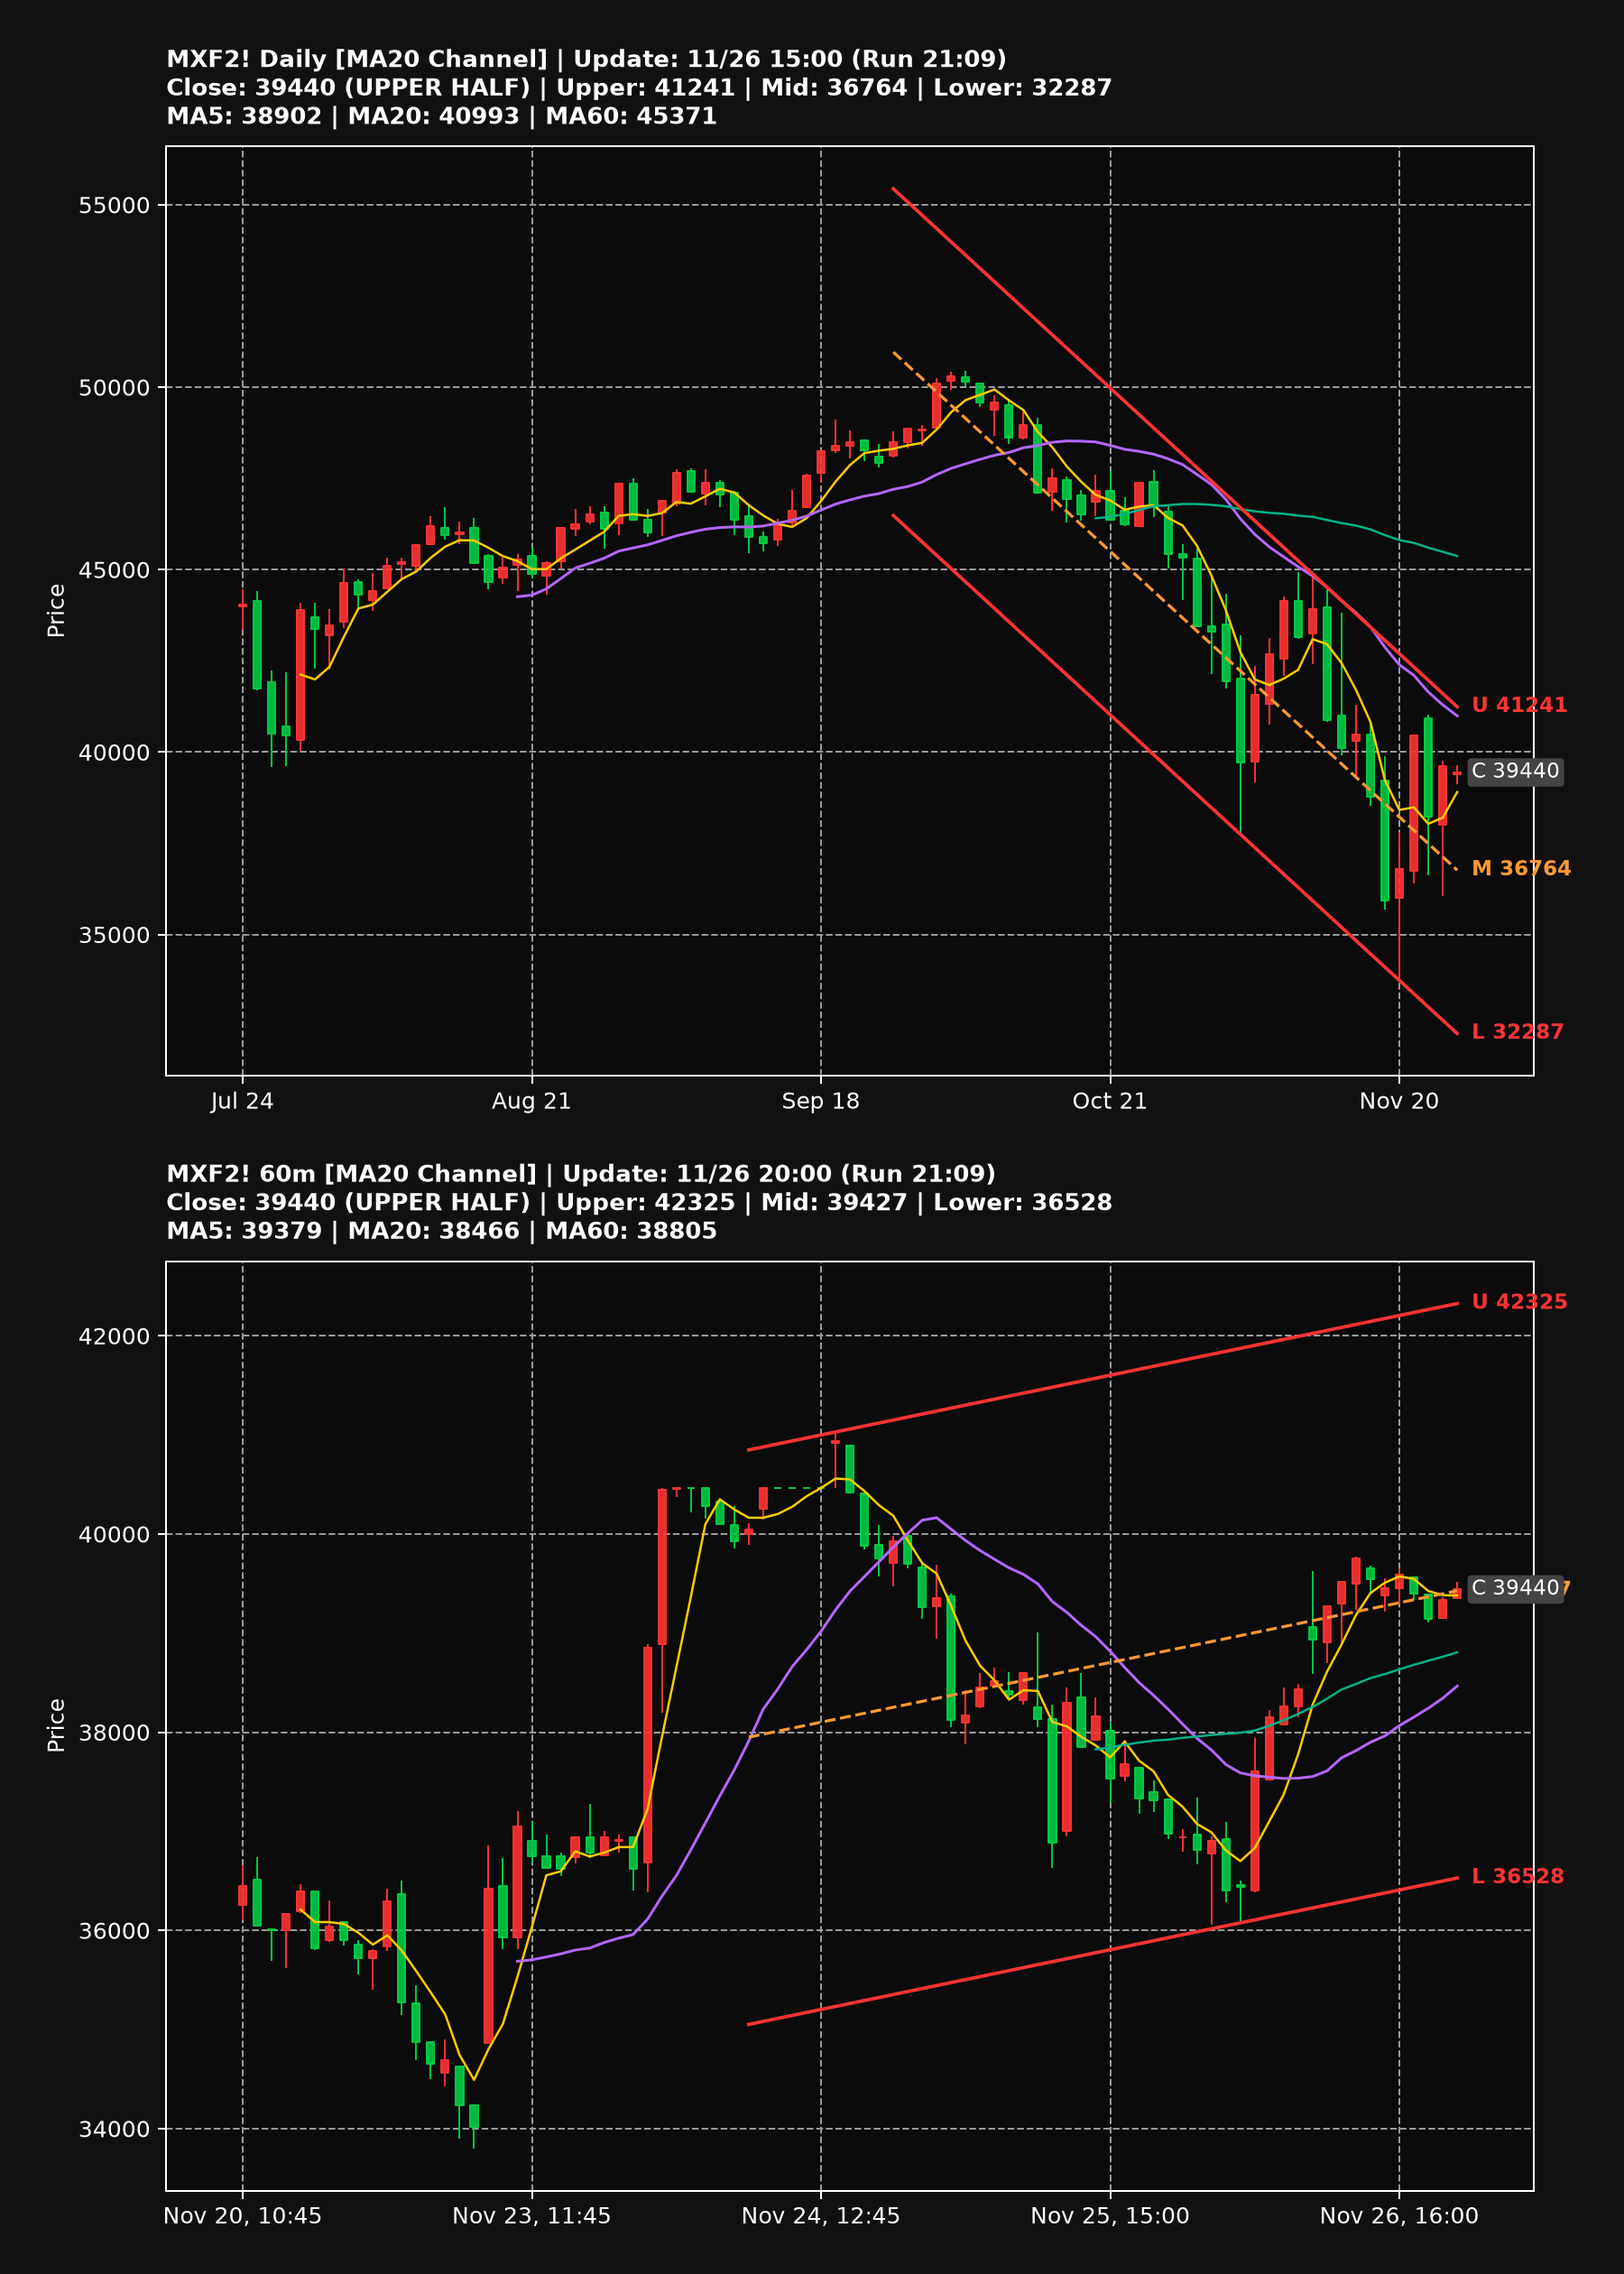 MXF2! Daily [MA20 Channel] | Update: 11/26 15:00 (Run 21:09)
Close: 39440 (UPPER HALF) | Upper: 41241 | Mid: 36764 | Lower: 32287
MA5: 38902 | MA20: 40993 | MA60: 45371
55000
50000
45000
40000
35000
Price
U 41241
C 39440
M 36764
L 32287
Jul 24
Aug 21
Sep 18
Oct 21
Nov 20
MXF2! 60m [MA20 Channel] | Update: 11/26 20:00 (Run 21:09)
Close: 39440 (UPPER HALF) | Upper: 42325 | Mid: 39427 | Lower: 36528
MA5: 39379 | MA20: 38466 | MA60: 38805
42000
40000
38000
36000
34000
Price
U 42325
C 39440
L 36528
Nov 20, 10:45
Nov 23, 11:45
Nov 24, 12:45
Nov 25, 15:00
Nov 26, 16:00